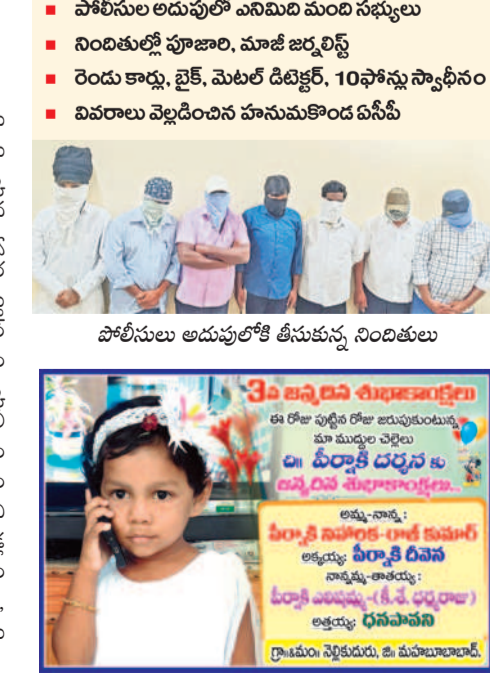 పోలీసుల అదుపులో ఎనిమిది మంది సభ్యులు
నిందితుల్లో పూజారి, మాజీ జర్నలిస్ట్
రెండు కార్లు, బైక్, మెటల్ డిటెక్టర్, 10ఫోన్లు స్వాధీనం
వివరాలు వెల్లడించిన హనుమకొండ ఏసీపీ
పోలీసులు అదుపులోకి తీసుకున్న నిందితులు
3వ జన్మదిన శుభాకాంక్షలు
ఈ రోజు పుట్టిన రోజు జరుపుకుంటున్న
మా ముద్దుల చెల్లెలు
చి॥ పీర్నాకి దర్శన కు
జన్మదిన శుభాకాంక్షలు...
అమ్మ-నాన్న :
పీర్నాకి నిహారిక-రాజ్ కుమార్
అక్కయ్య: పీర్నాకి దీవెన
నాన్నమ్మ-తాతయ్య :
పీర్నాకి ఎలిషమ్మ-(కీ.శే. ధర్మరాజు)
అత్తయ్య: ధనపావని
గ్రా॥&మం॥ నెల్లికుదురు, జి॥ మహబూబాబాద్.